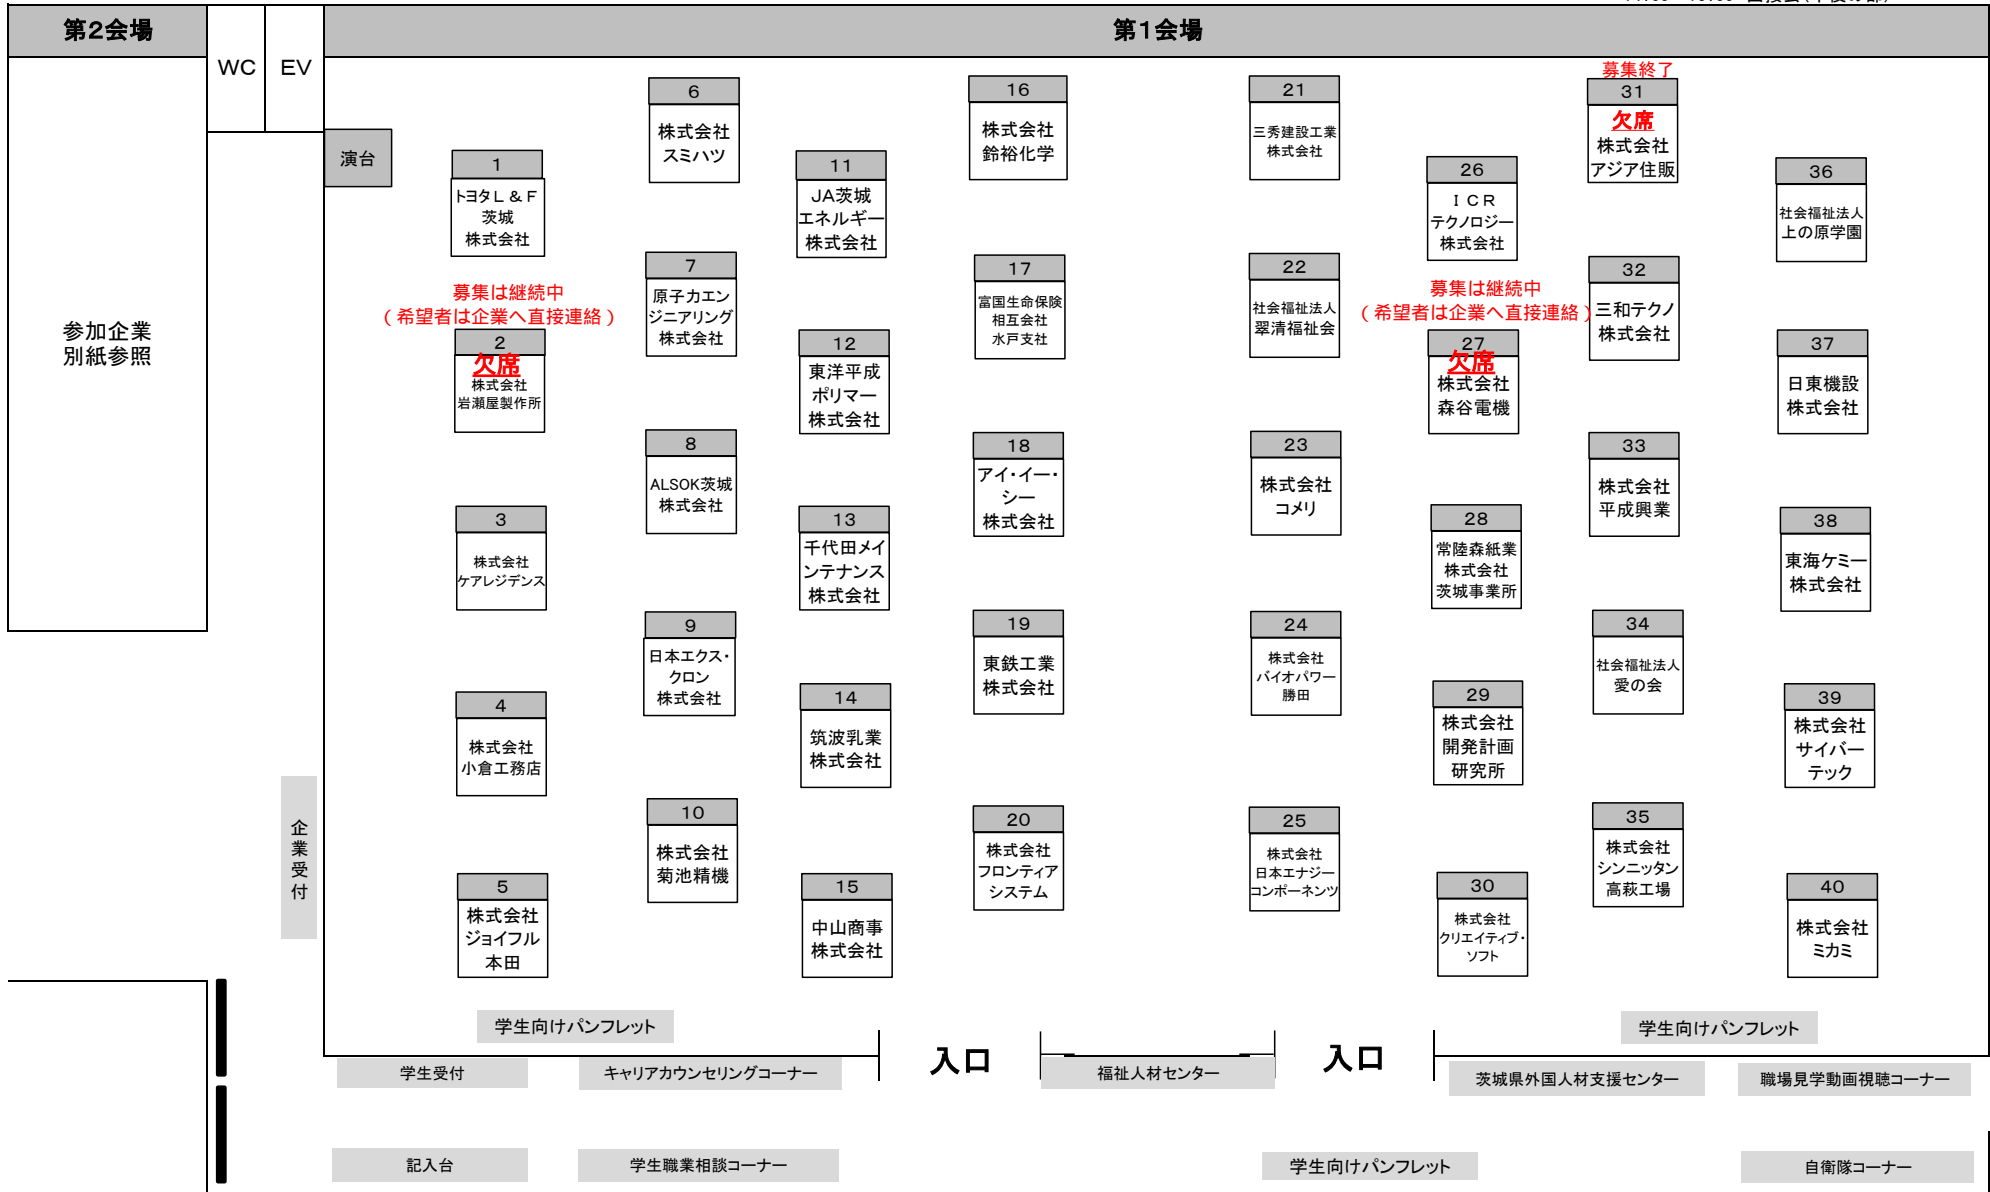 第2会場
WC
EV
第1会場
参加企業
別紙参照
演台
1
トヨタL&F
茨城
株式会社
募集は継続中
(希望者は企業へ直接連絡)
2
欠席
株式会社
岩瀬屋製作所
3
株式会社
ケアレジデンス
4
株式会社
小倉工務店
5
株式会社
ジョイフル
本田
6
株式会社
スミハツ
7
原子力エン
ジニアリング
株式会社
8
ALSOK茨城
株式会社
9
日本エクス・
クロン
株式会社
10
株式会社
菊池精機
11
JA茨城
エネルギー
株式会社
12
東洋平成
ポリマー
株式会社
13
千代田メイ
ンテナンス
株式会社
14
筑波乳業
株式会社
15
中山商事
株式会社
16
株式会社
鈴裕化学
17
富国生命保険
相互会社
水戸支社
18
アイ・イー・
シー
株式会社
19
東鉄工業
株式会社
20
株式会社
フロンティア
システム
21
三秀建設工業
株式会社
22
社会福祉法人
翠清福祉会
23
株式会社
コメリ
24
株式会社
バイオパワー
勝田
25
株式会社
日本エナジー
コンポーネンツ
26
ICR
テクノロジー
株式会社
募集は継続中
(希望者は企業へ直接連絡)
27
欠席
株式会社
森谷電機
28
常陸森紙業
株式会社
茨城事業所
29
株式会社
開発計画
研究所
30
株式会社
クリエイティブ・
ソフト
募集終了
31
欠席
株式会社
アジア住販
32
三和テクノ
株式会社
33
株式会社
平成興業
34
社会福祉法人
愛の会
35
株式会社
シンニッタン
高萩工場
36
社会福祉法人
上の原学園
37
日東機設
株式会社
38
東海ケミー
株式会社
39
株式会社
サイバー
テック
40
株式会社
ミカミ
企業受付
学生向けパンフレット
学生向けパンフレット
入口
入口
学生受付
キャリアカウンセリングコーナー
福祉人材センター
茨城県外国人材支援センター
職場見学動画視聴コーナー
記入台
学生職業相談コーナー
学生向けパンフレット
自衛隊コーナー